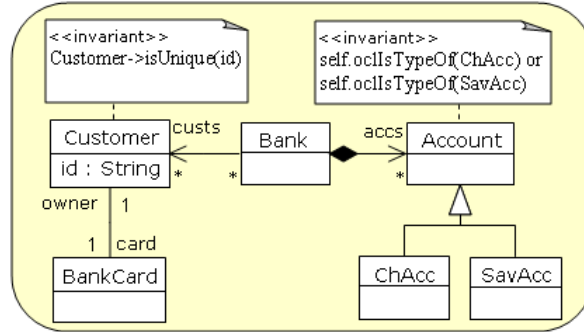 <<invariant>>
Customer->isUnique(id)
<<invariant>>
self.oclIsTypeOf(ChAcc) or
self.oclIsTypeOf(SavAcc)
Customer
id : String
custs
*
*
Bank
accs
*
Account
owner
1
1
card
BankCard
ChAcc
SavAcc